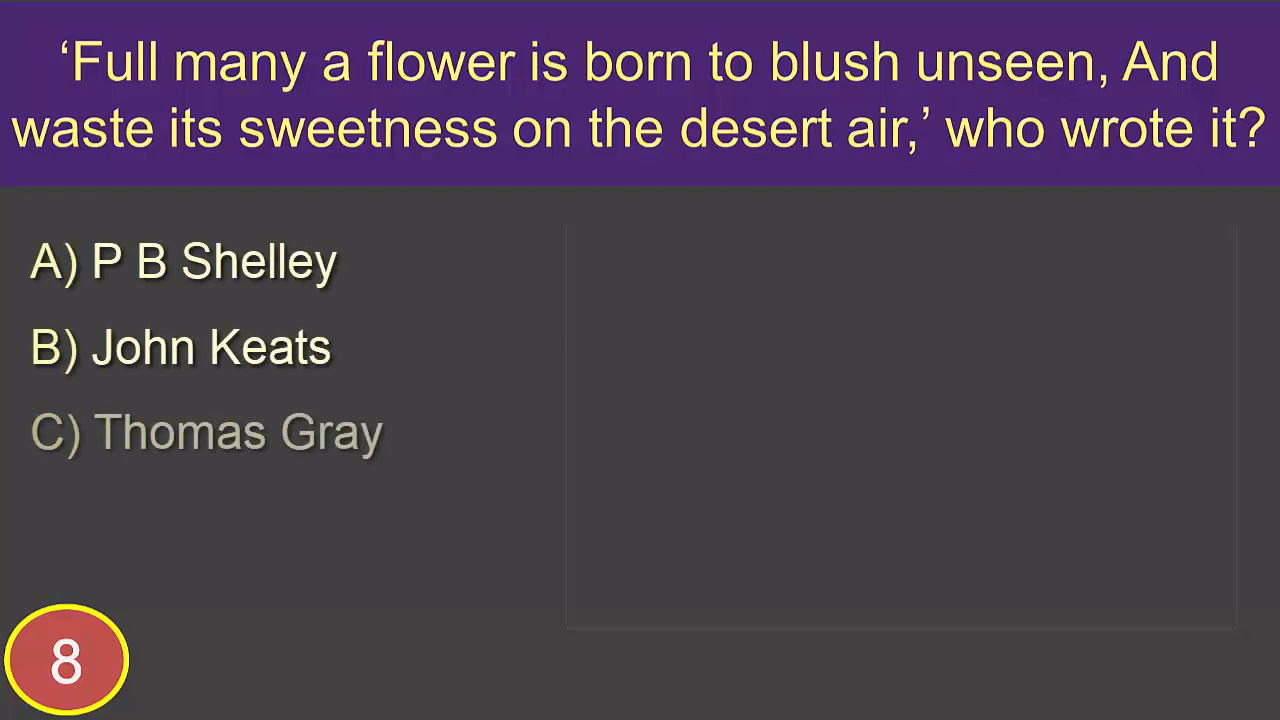 ‘Full many a flower is born to blush unseen, And
waste its sweetness on the desert air,’ who wrote it?
A) P B Shelley
B) John Keats
C) Thomas Gray
8